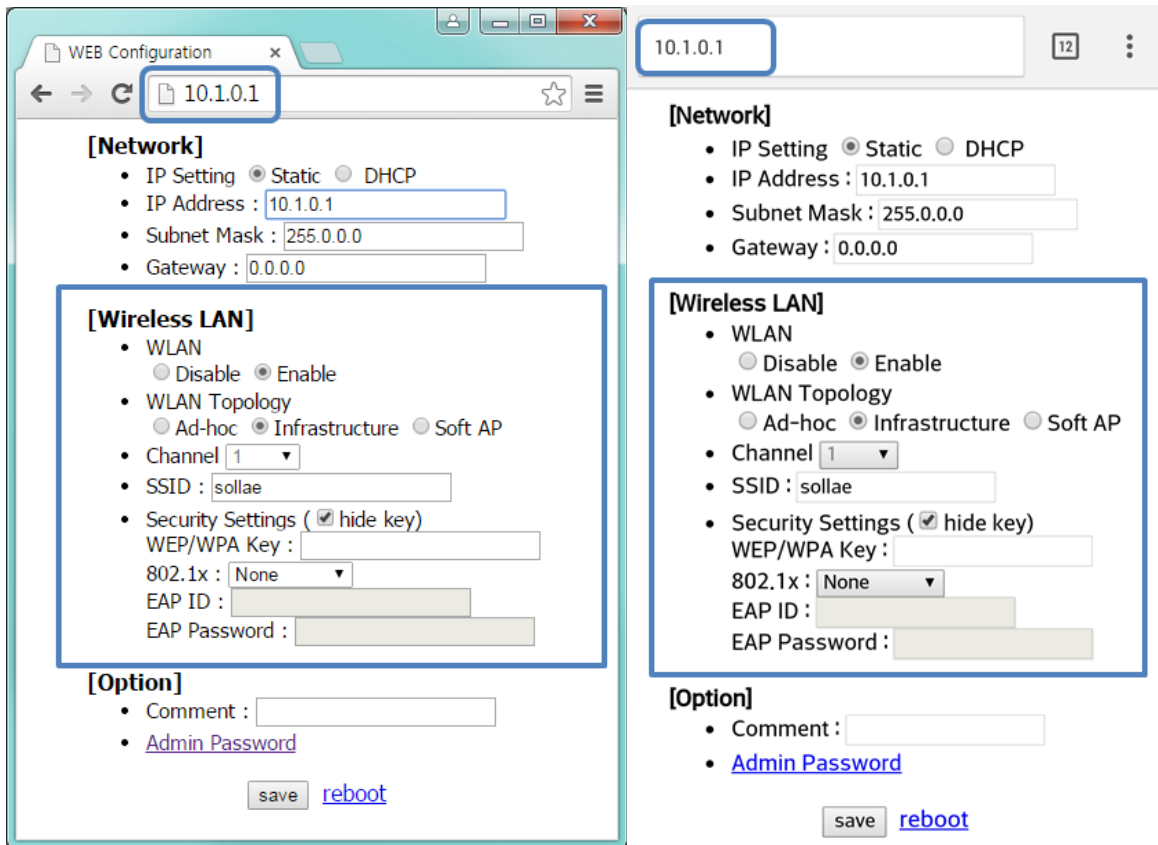 WEB Configuration
10.1.0.1
[Network]
• IP Setting Static DHCP
• IP Address : 10.1.0.1
• Subnet Mask : 255.0.0.0
• Gateway : 0.0.0.0
[Wireless LAN]
• WLAN
Disable Enable
• WLAN Topology
Ad-hoc Infrastructure Soft AP
• Channel 1
• SSID : sollae
• Security Settings ( hide key)
WEP/WPA Key :
802.1x : None
EAP ID :
EAP Password :
[Option]
• Comment :
• Admin Password
save reboot
10.1.0.1 12
[Network]
• IP Setting Static DHCP
• IP Address : 10.1.0.1
• Subnet Mask : 255.0.0.0
• Gateway : 0.0.0.0
[Wireless LAN]
• WLAN
Disable Enable
• WLAN Topology
Ad-hoc Infrastructure Soft AP
• Channel 1
• SSID : sollae
• Security Settings ( hide key)
WEP/WPA Key :
802.1x : None
EAP ID :
EAP Password :
[Option]
• Comment :
• Admin Password
save reboot